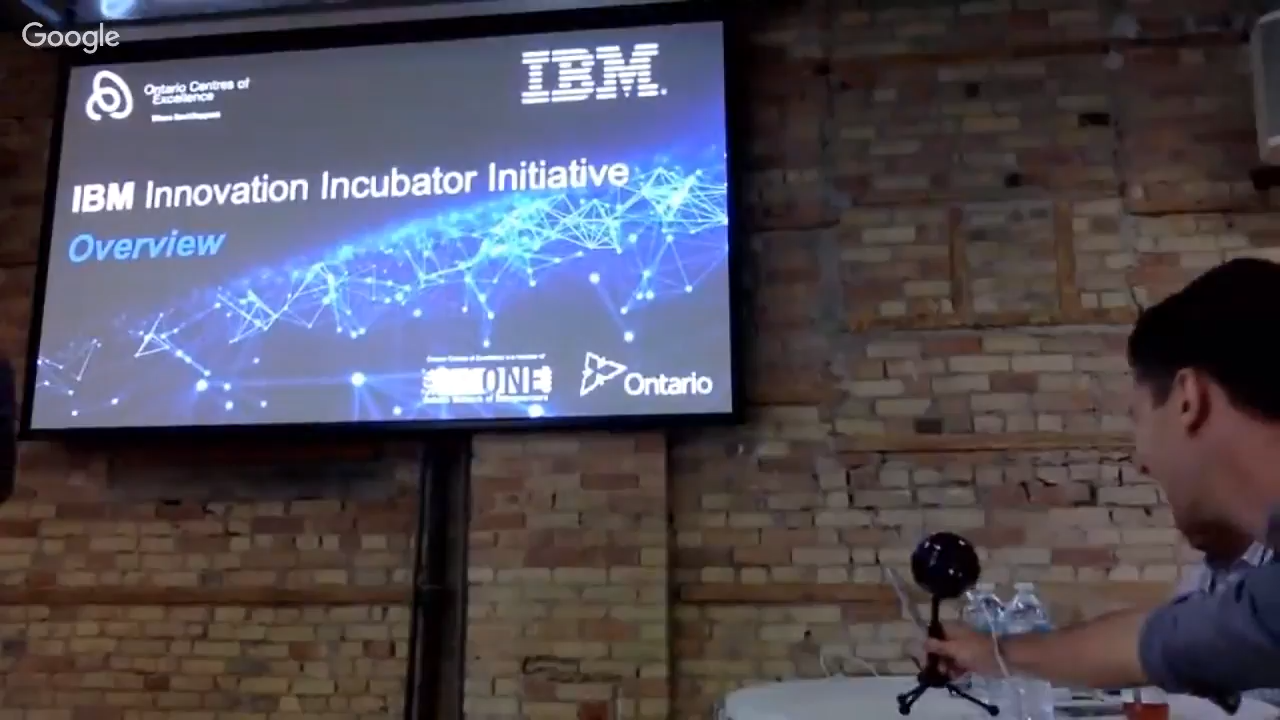 Google
Ontario Centres of
Excellence
IBM
IBM Innovation Incubator Initiative
Overview
ONE
Ontario